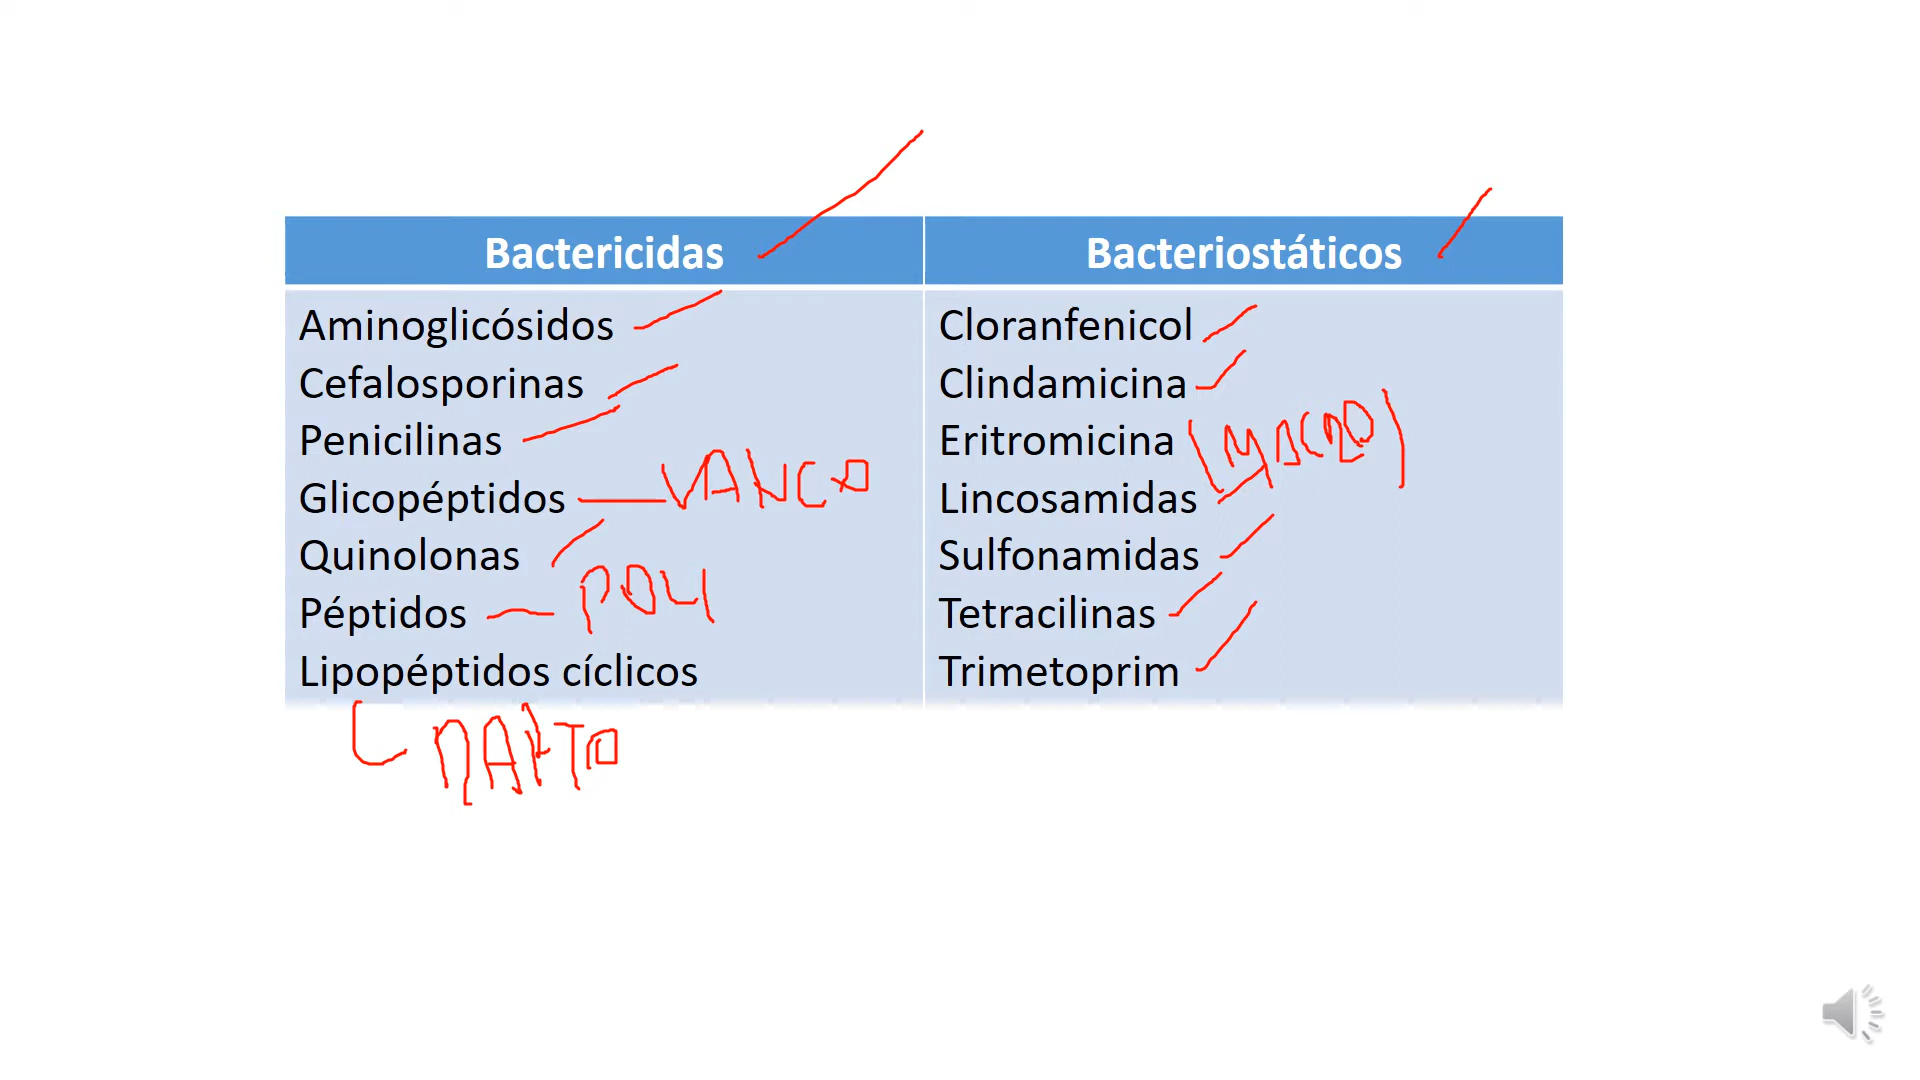 Bactericidas
Bacteriostáticos
Aminoglicósidos
Cefalosporinas
Penicilinas
Glicopéptidos VANCO
Quinolonas
Péptidos POLI
Lipopéptidos cíclicos
DAPTO
Cloranfenicol
Clindamicina
Eritromicina (MACRO)
Lincosamidas
Sulfonamidas
Tetracilinas
Trimetoprim